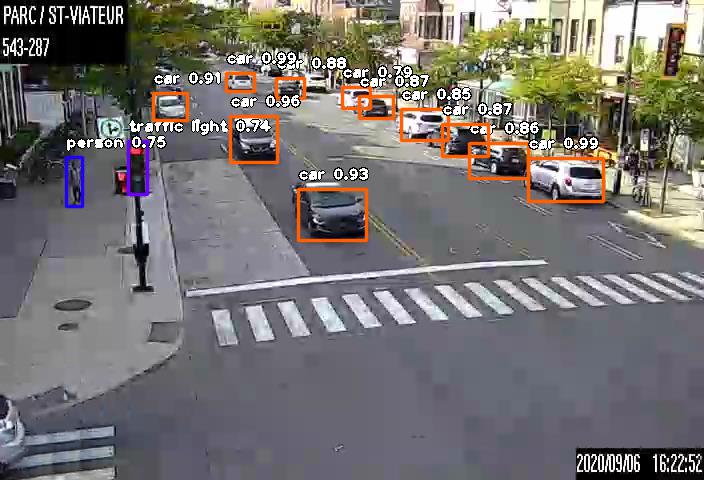 PARC / ST-VIATEUR
543-287
car 0.99
car 0.88
car 0.91
car 0.79
car 0.87
car 0.96
car 0.85
car 0.87
traffic light 0.74
car 0.86
person 0.75
car 0.99
car 0.93
2020/09/06 16:22:52